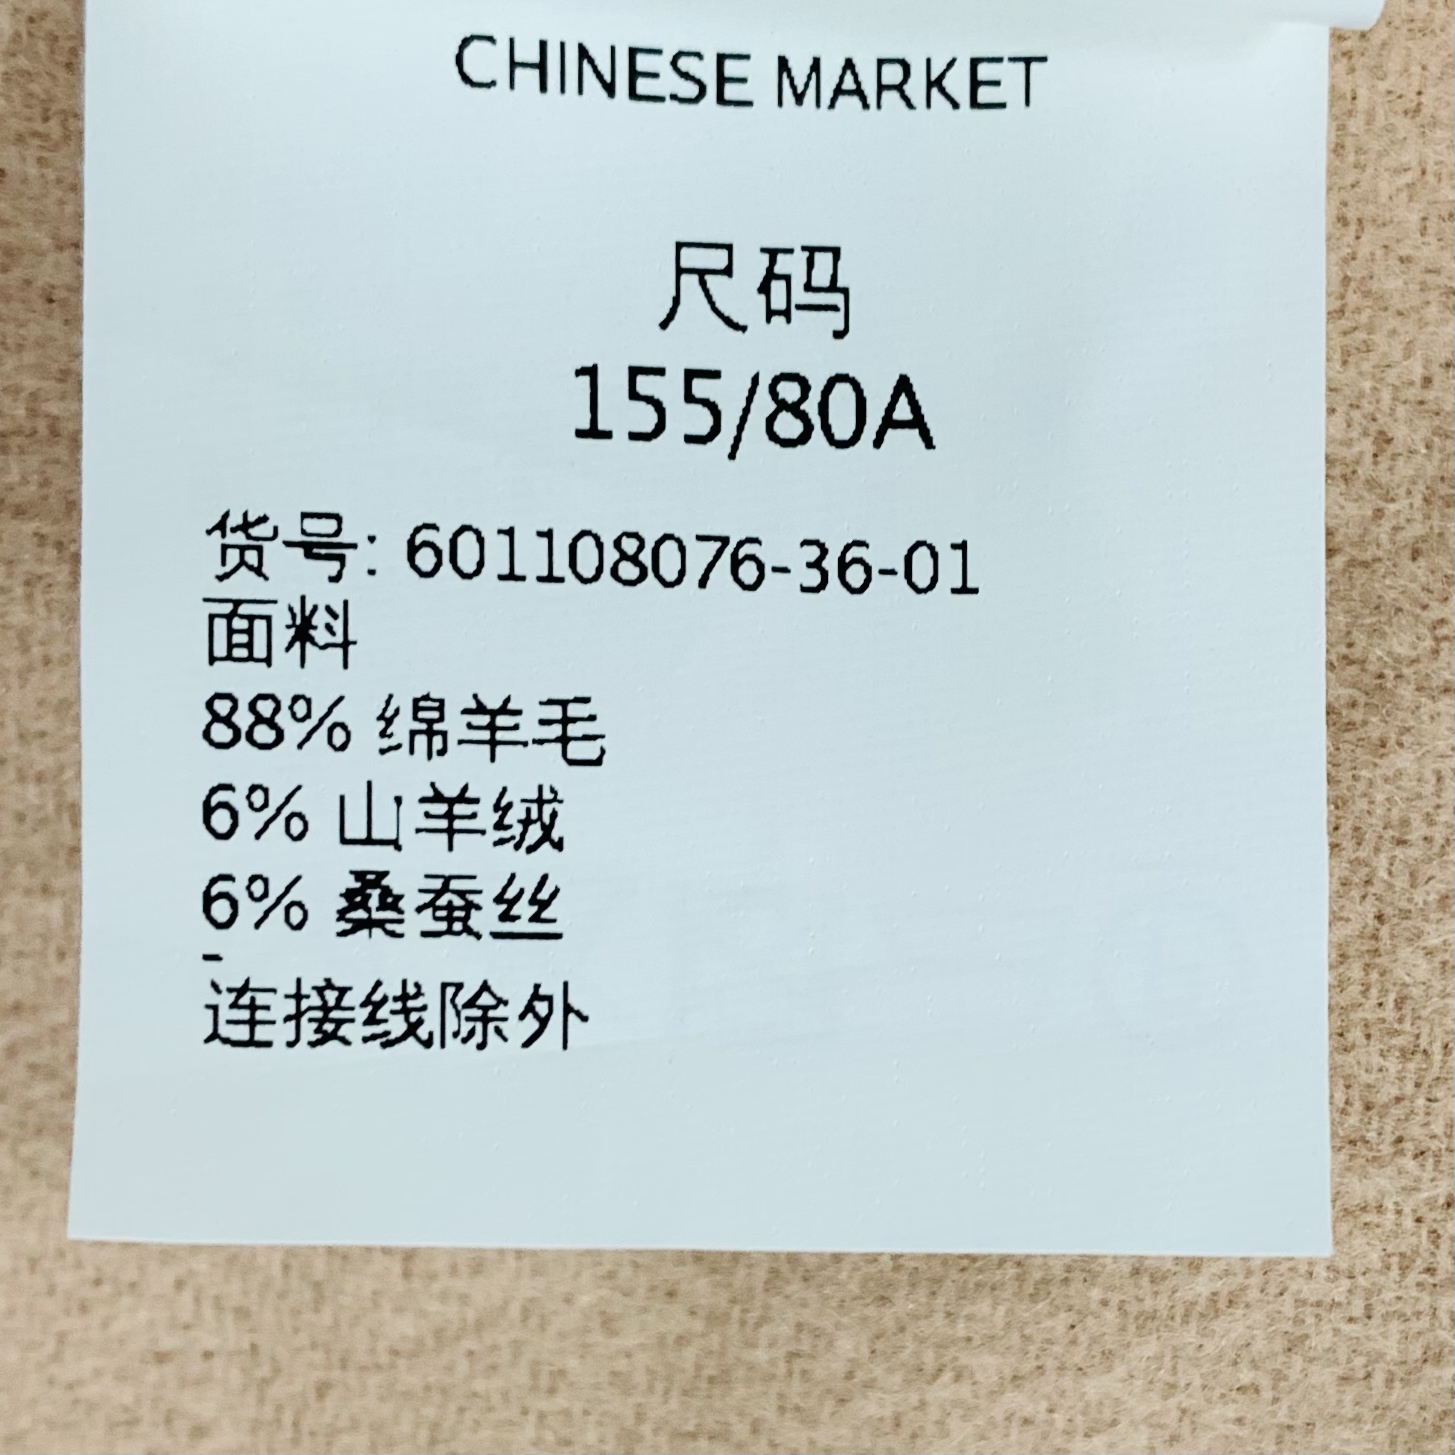 CHINESE MARKET
尺码
155/80A
货号: 601108076-36-01
面料
88% 绵羊毛
6% 山羊绒
6% 桑蚕丝
-
连接线除外